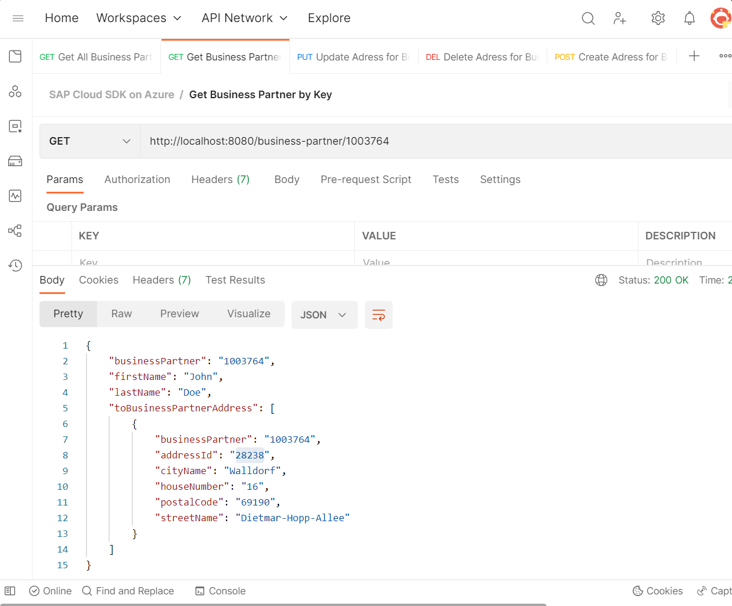 Home Workspaces API Network Explore
GET Get All Business Part GET Get Business Partne PUT Update Adress for B DEL Delete Adress for Bu POST Create Adress for B
SAP Cloud SDK on Azure / Get Business Partner by Key
GET http://localhost:8080/business-partner/1003764
Params Authorization Headers (7) Body Pre-request Script Tests Settings
Query Params
KEY VALUE DESCRIPTION
Key Value Description
Body Cookies Headers (7) Test Results Status: 200 OK Time: 2
Pretty Raw Preview Visualize JSON
1 {
2 "businessPartner": "1003764",
3 "firstName": "John",
4 "lastName": "Doe",
5 "toBusinessPartnerAddress": [
6 {
7 "businessPartner": "1003764",
8 "addressId": "28238",
9 "cityName": "Walldorf",
10 "houseNumber": "16",
11 "postalCode": "69190",
12 "streetName": "Dietmar-Hopp-Allee"
13 }
14 ]
15 }
Online Find and Replace Console Cookies Capt